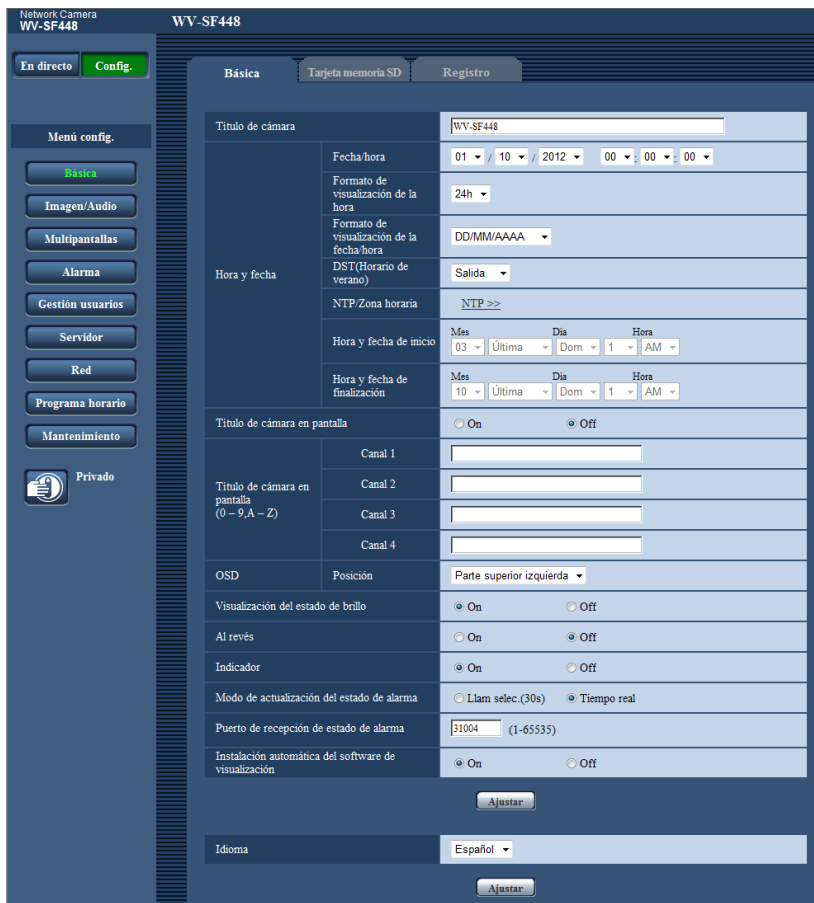 Network Camera
WV-SF448
WV-SF448
En directo Config.
Básica Tarjeta memoria SD Registro
Menú config.
Básica
Imagen/Audio
Multipantallas
Alarma
Gestión usuarios
Servidor
Red
Programa horario
Mantenimiento
Privado
Titulo de cámara WV-SF448
Hora y fecha
Fecha/hora 01 / 10 / 2012 00 : 00 : 00
Formato de
visualización de la
hora
24h
Formato de
visualización de la
fecha/hora
DD/MM/AAAA
DST(Horario de
verano)
Salida
NTP/Zona horaria NTP >>
Hora y fecha de inicio
Mes Dia Hora
03 Última Dom 1 AM
Hora y fecha de
finalización
Mes Dia Hora
10 Última Dom 1 AM
Titulo de cámara en pantalla On Off
Titulo de cámara en
pantalla
(0 – 9,A – Z)
Canal 1
Canal 2
Canal 3
Canal 4
OSD Posición Parte superior izquierda
Visualización del estado de brillo On Off
Al revés On Off
Indicador On Off
Modo de actualización del estado de alarma Llam selec.(30s) Tiempo real
Puerto de recepción de estado de alarma 31004 (1-65535)
Instalación automática del software de
visualización
On Off
Ajustar
Idioma Español
Ajustar